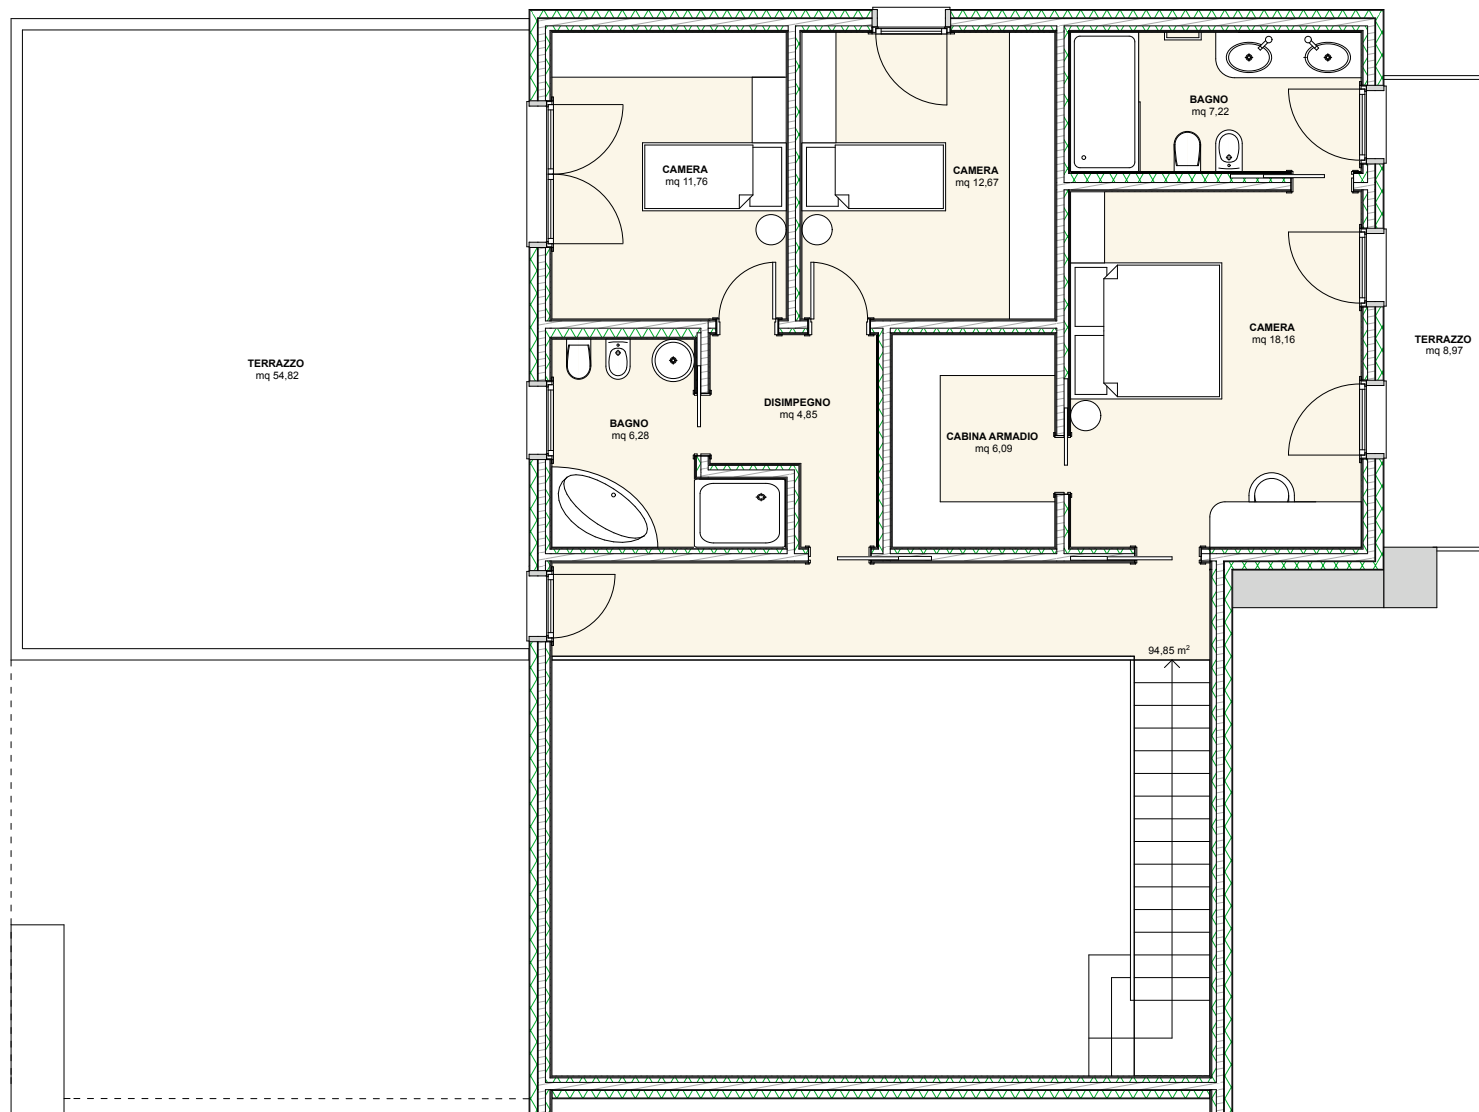 BAGNO
mq 7,22
CAMERA
mq 11,76
CAMERA
mq 12,67
CAMERA
mq 18,16
TERRAZZO
mq 8,97
TERRAZZO
mq 54,82
DISIMPEGNO
mq 4,85
BAGNO
mq 6,28
CABINA ARMADIO
mq 6,09
94,85 m²